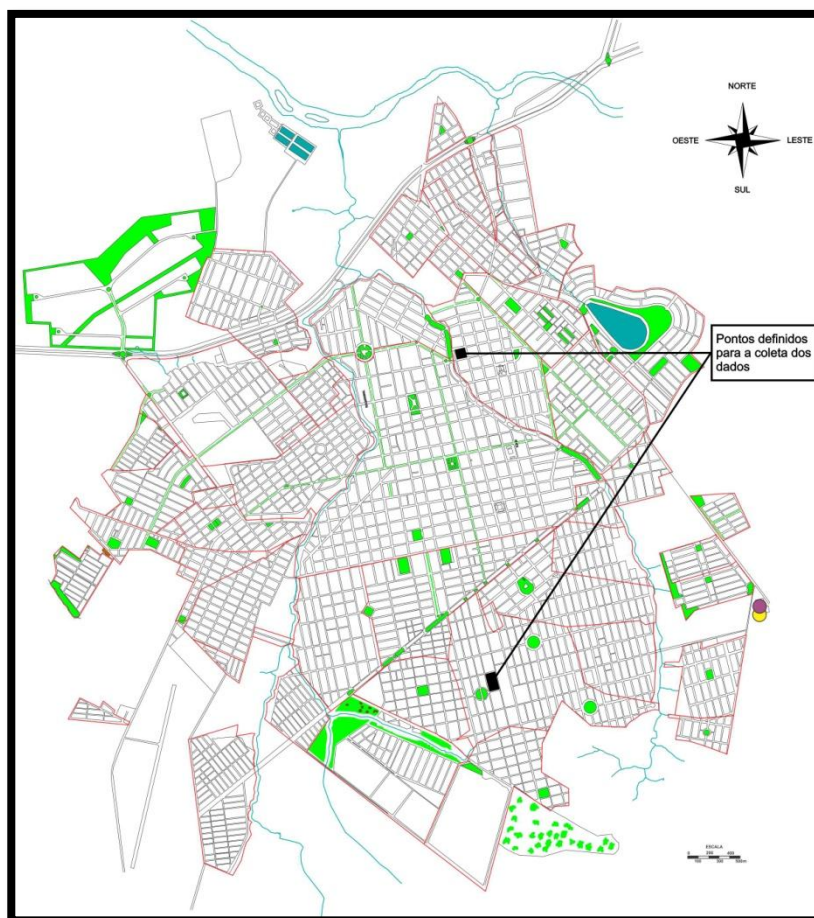 NORTE
OESTE
LESTE
SUL
Pontos definidos
para a coleta dos
dados
ESCALA